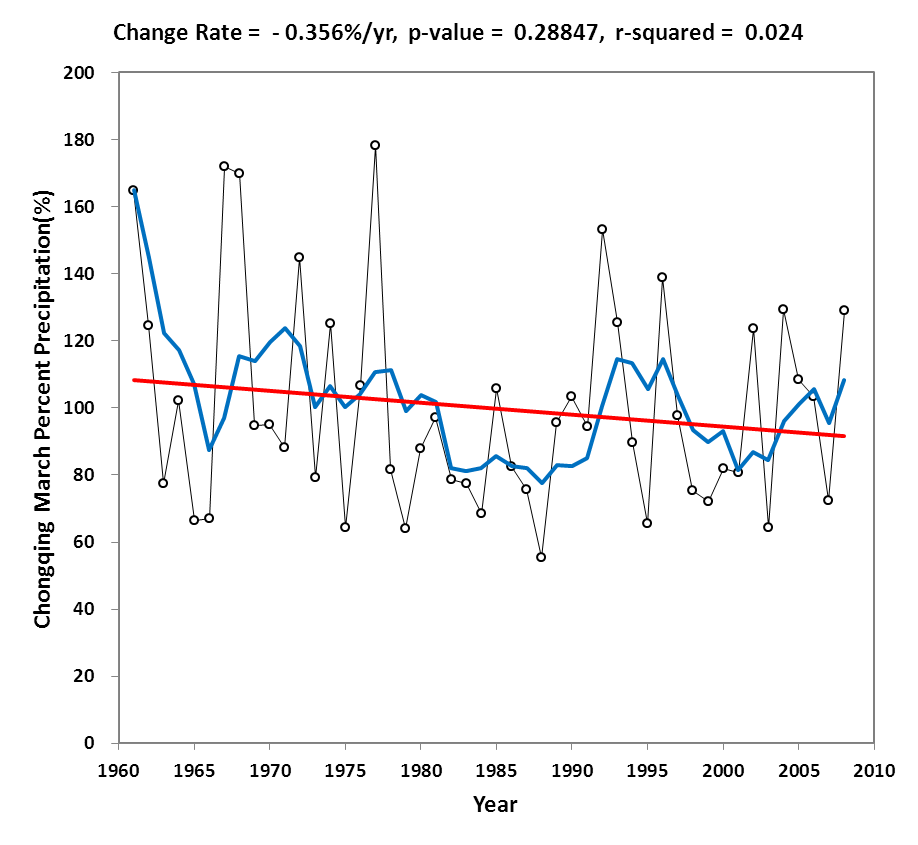 Change Rate = - 0.356%/yr, p-value = 0.28847, r-squared = 0.024
200
180
160
140
120
100
80
60
40
20
0
Chongqing March Percent Precipitation(%)
1960 1965 1970 1975 1980 1985 1990 1995 2000 2005 2010
Year